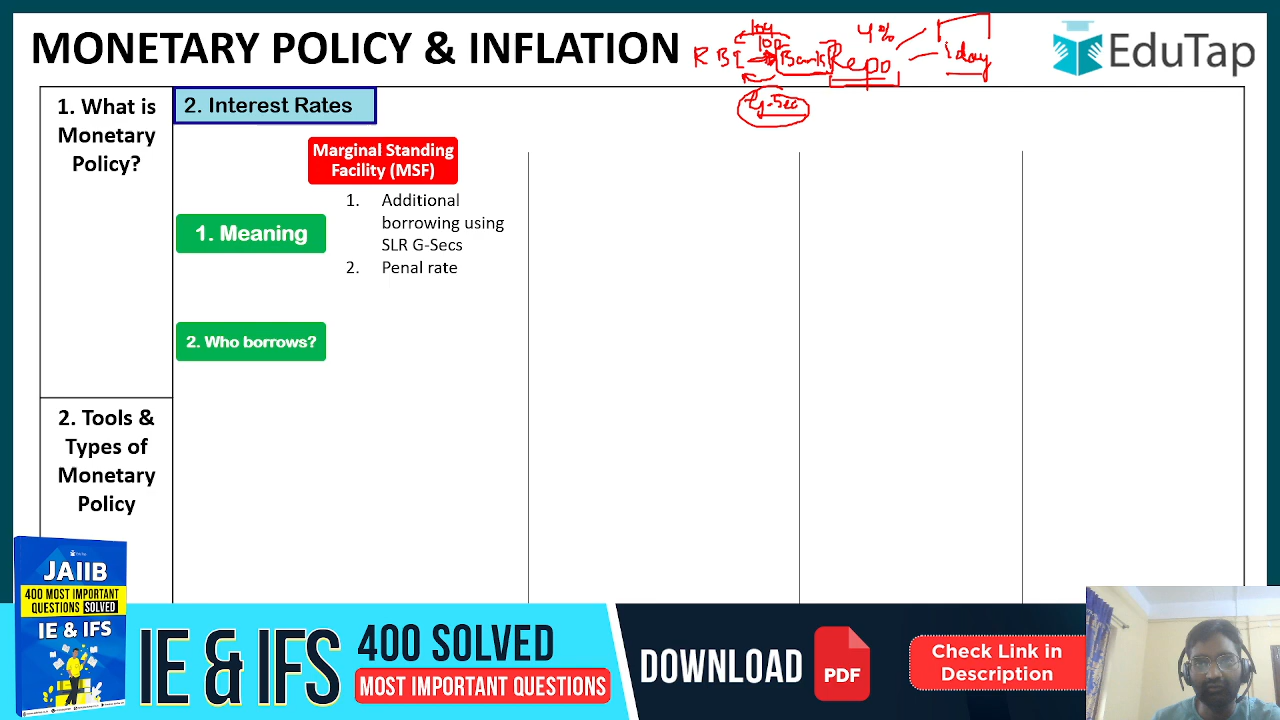 MONETARY POLICY & INFLATION
RBI
104
100
Bank
Repo
4%
1 day
G-Sec
EduTap
1. What is
Monetary
Policy?
2. Interest Rates
Marginal Standing
Facility (MSF)
1. Meaning
1. Additional
borrowing using
SLR G-Secs
2. Penal rate
2. Who borrows?
2. Tools &
Types of
Monetary
Policy
EduTap
JAIIB
400 MOST IMPORTANT
QUESTIONS SOLVED
IE & IFS
IE & IFS
400 SOLVED
MOST IMPORTANT QUESTIONS
DOWNLOAD
PDF
Check Link in
Description